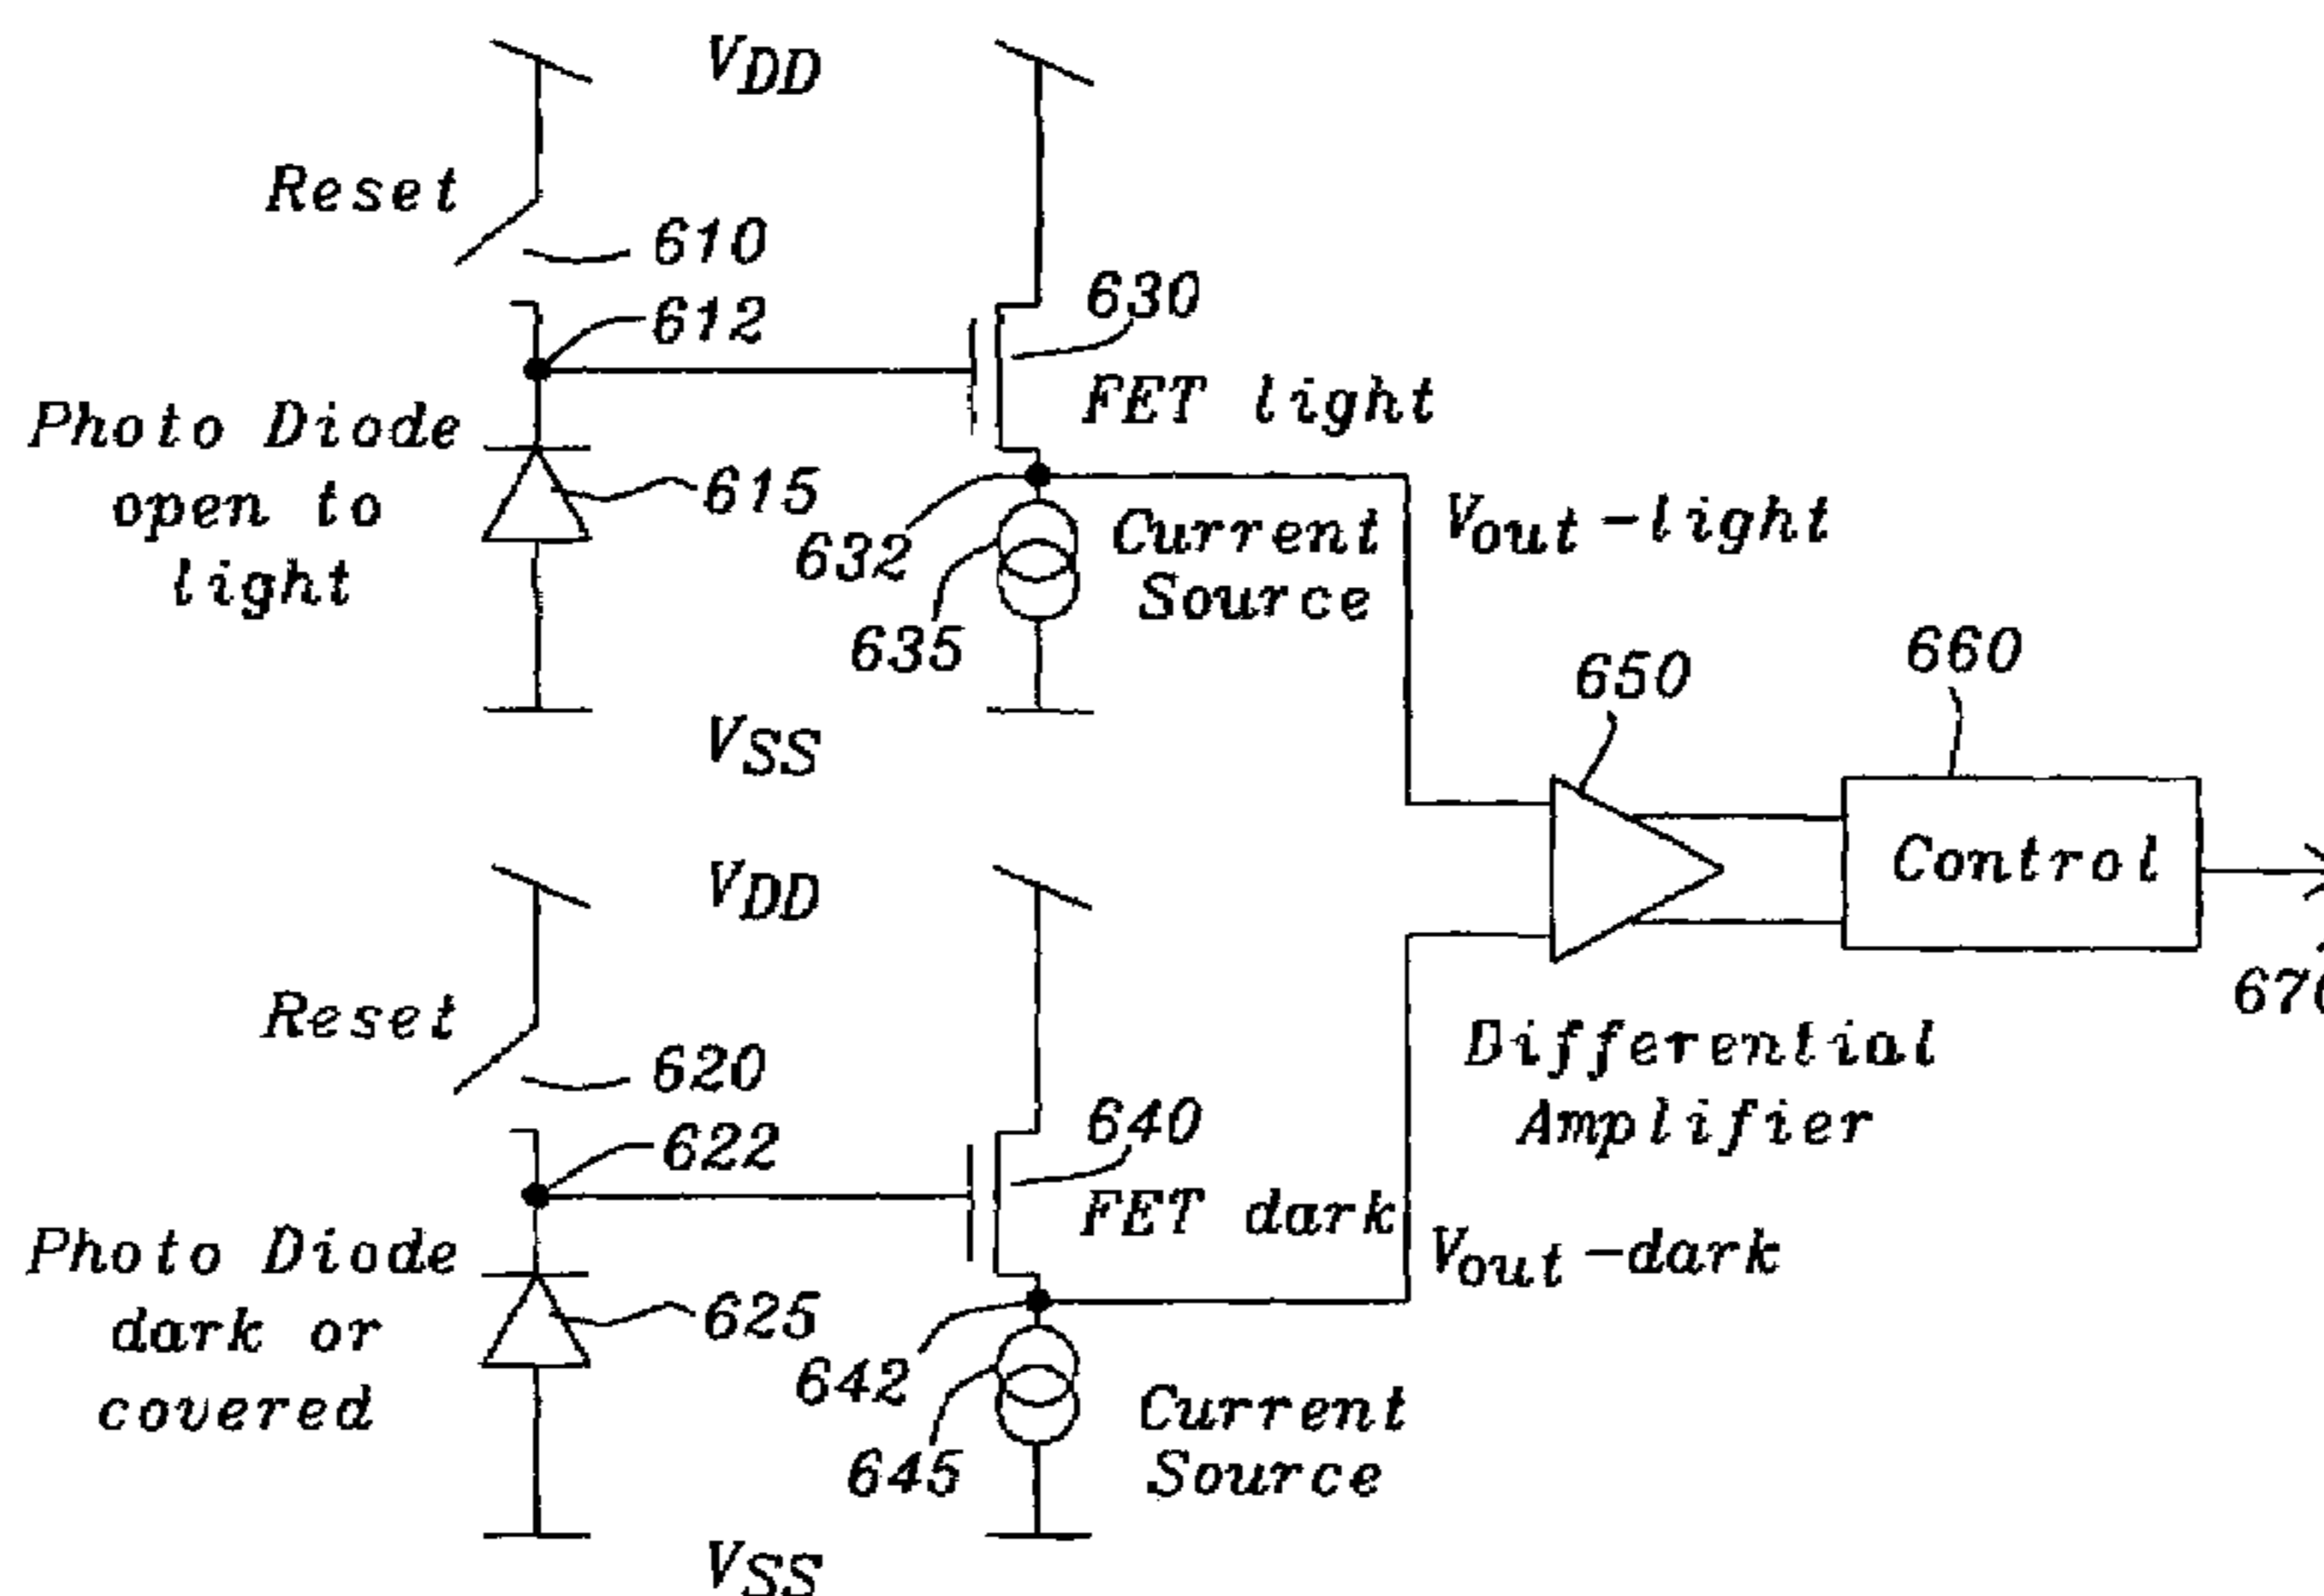 VDD
Reset
610
612
630
FET light
Photo Diode
open to
light
615
632
Current
Source
635
Vout-light
VSS
650
660
Control
Differential
Amplifier
VDD
Reset
620
622
640
FET dark
Vout-dark
Photo Diode
dark or
covered
625
642
Current
Source
645
VSS